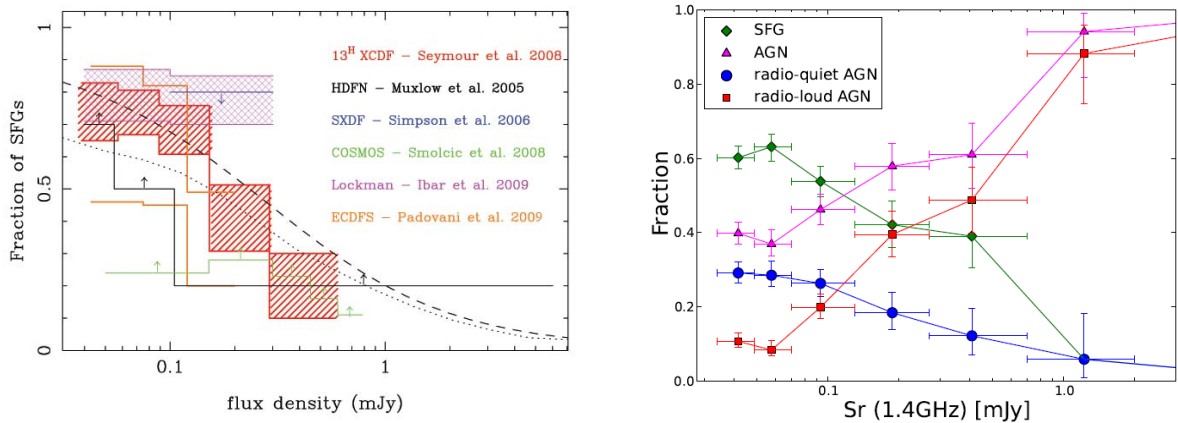 Fraction of SFGs
1
0.5
0
0.1
1
flux density (mJy)
13ᴴ XCDF – Seymour et al. 2008
HDFN – Muxlow et al. 2005
SXDF – Simpson et al. 2006
COSMOS – Smolcic et al. 2008
Lockman – Ibar et al. 2009
ECDFS – Padovani et al. 2009
Fraction
1.0
0.8
0.6
0.4
0.2
0.0
SFG
AGN
radio-quiet AGN
radio-loud AGN
0.1
1.0
Sr (1.4GHz) [mJy]